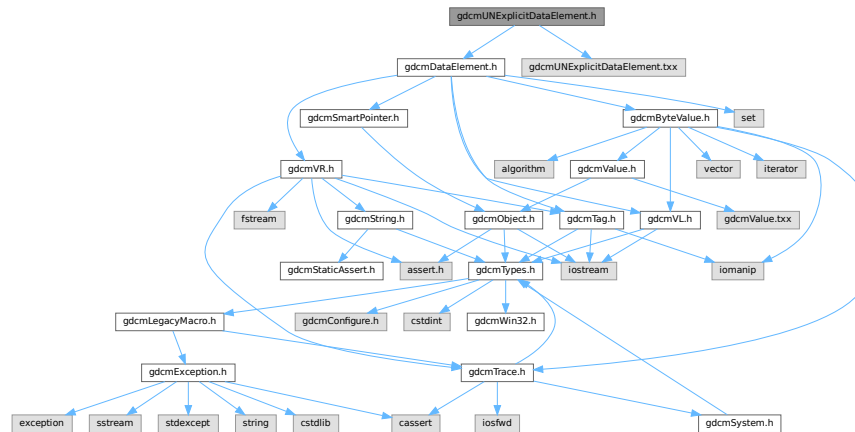 gdcmUNExplicitDataElement.h
gdcmDataElement.h
gdcmUNExplicitDataElement.txx
gdcmSmartPointer.h
gdcmByteValue.h
set
algorithm
gdcmValue.h
vector
iterator
gdcmVR.h
fstream
gdcmString.h
gdcmObject.h
gdcmTag.h
gdcmVL.h
gdcmValue.txx
gdcmStaticAssert.h
assert.h
gdcmTypes.h
iostream
iomanip
gdcmLegacyMacro.h
gdcmConfigure.h
cstdint
gdcmWin32.h
gdcmException.h
gdcmTrace.h
exception
sstream
stdexcept
string
cstdlib
cassert
iosfwd
gdcmSystem.h